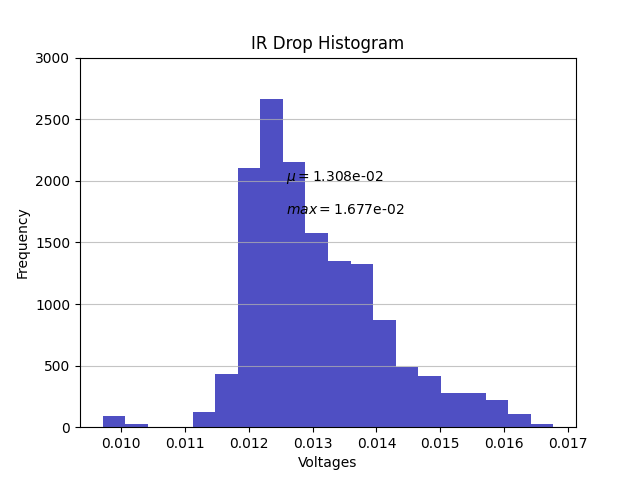 IR Drop Histogram
3000
2500
2000
1500
1000
500
0
Frequency
μ = 1.308e-02
max = 1.677e-02
0.010 0.011 0.012 0.013 0.014 0.015 0.016 0.017
Voltages